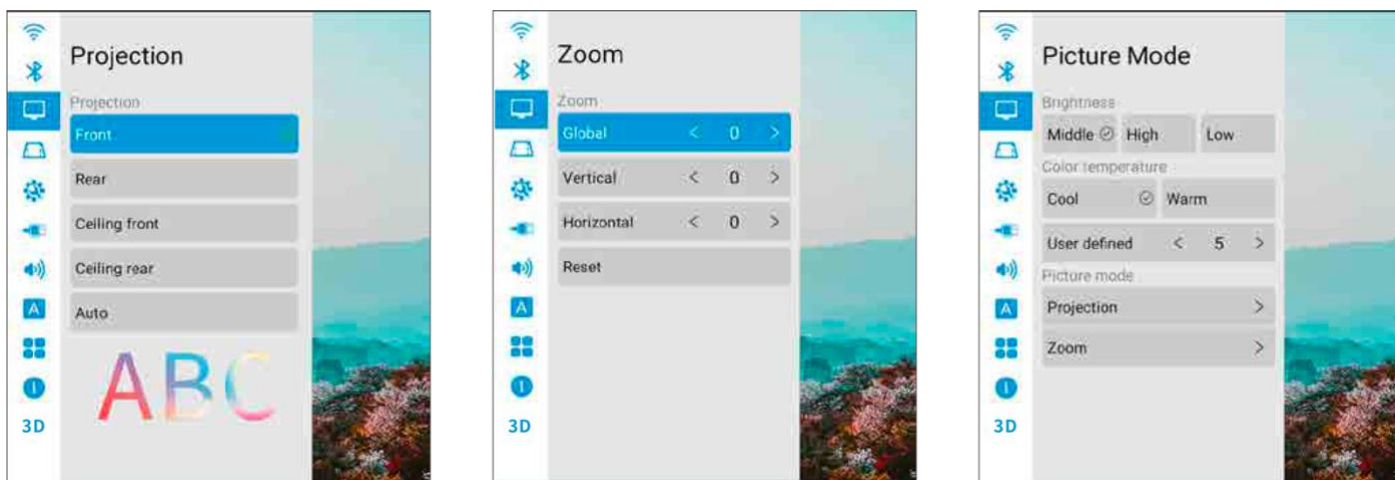 Projection
Projection
Front
Rear
Ceiling front
Ceiling rear
Auto
ABC
A
3D
Zoom
Zoom
Global < 0 >
Vertical < 0 >
Horizontal < 0 >
Reset
A
3D
Picture Mode
Brightness
Middle High Low
Color temperature
Cool Warm
User defined < 5 >
Picture mode
Projection >
Zoom >
A
3D